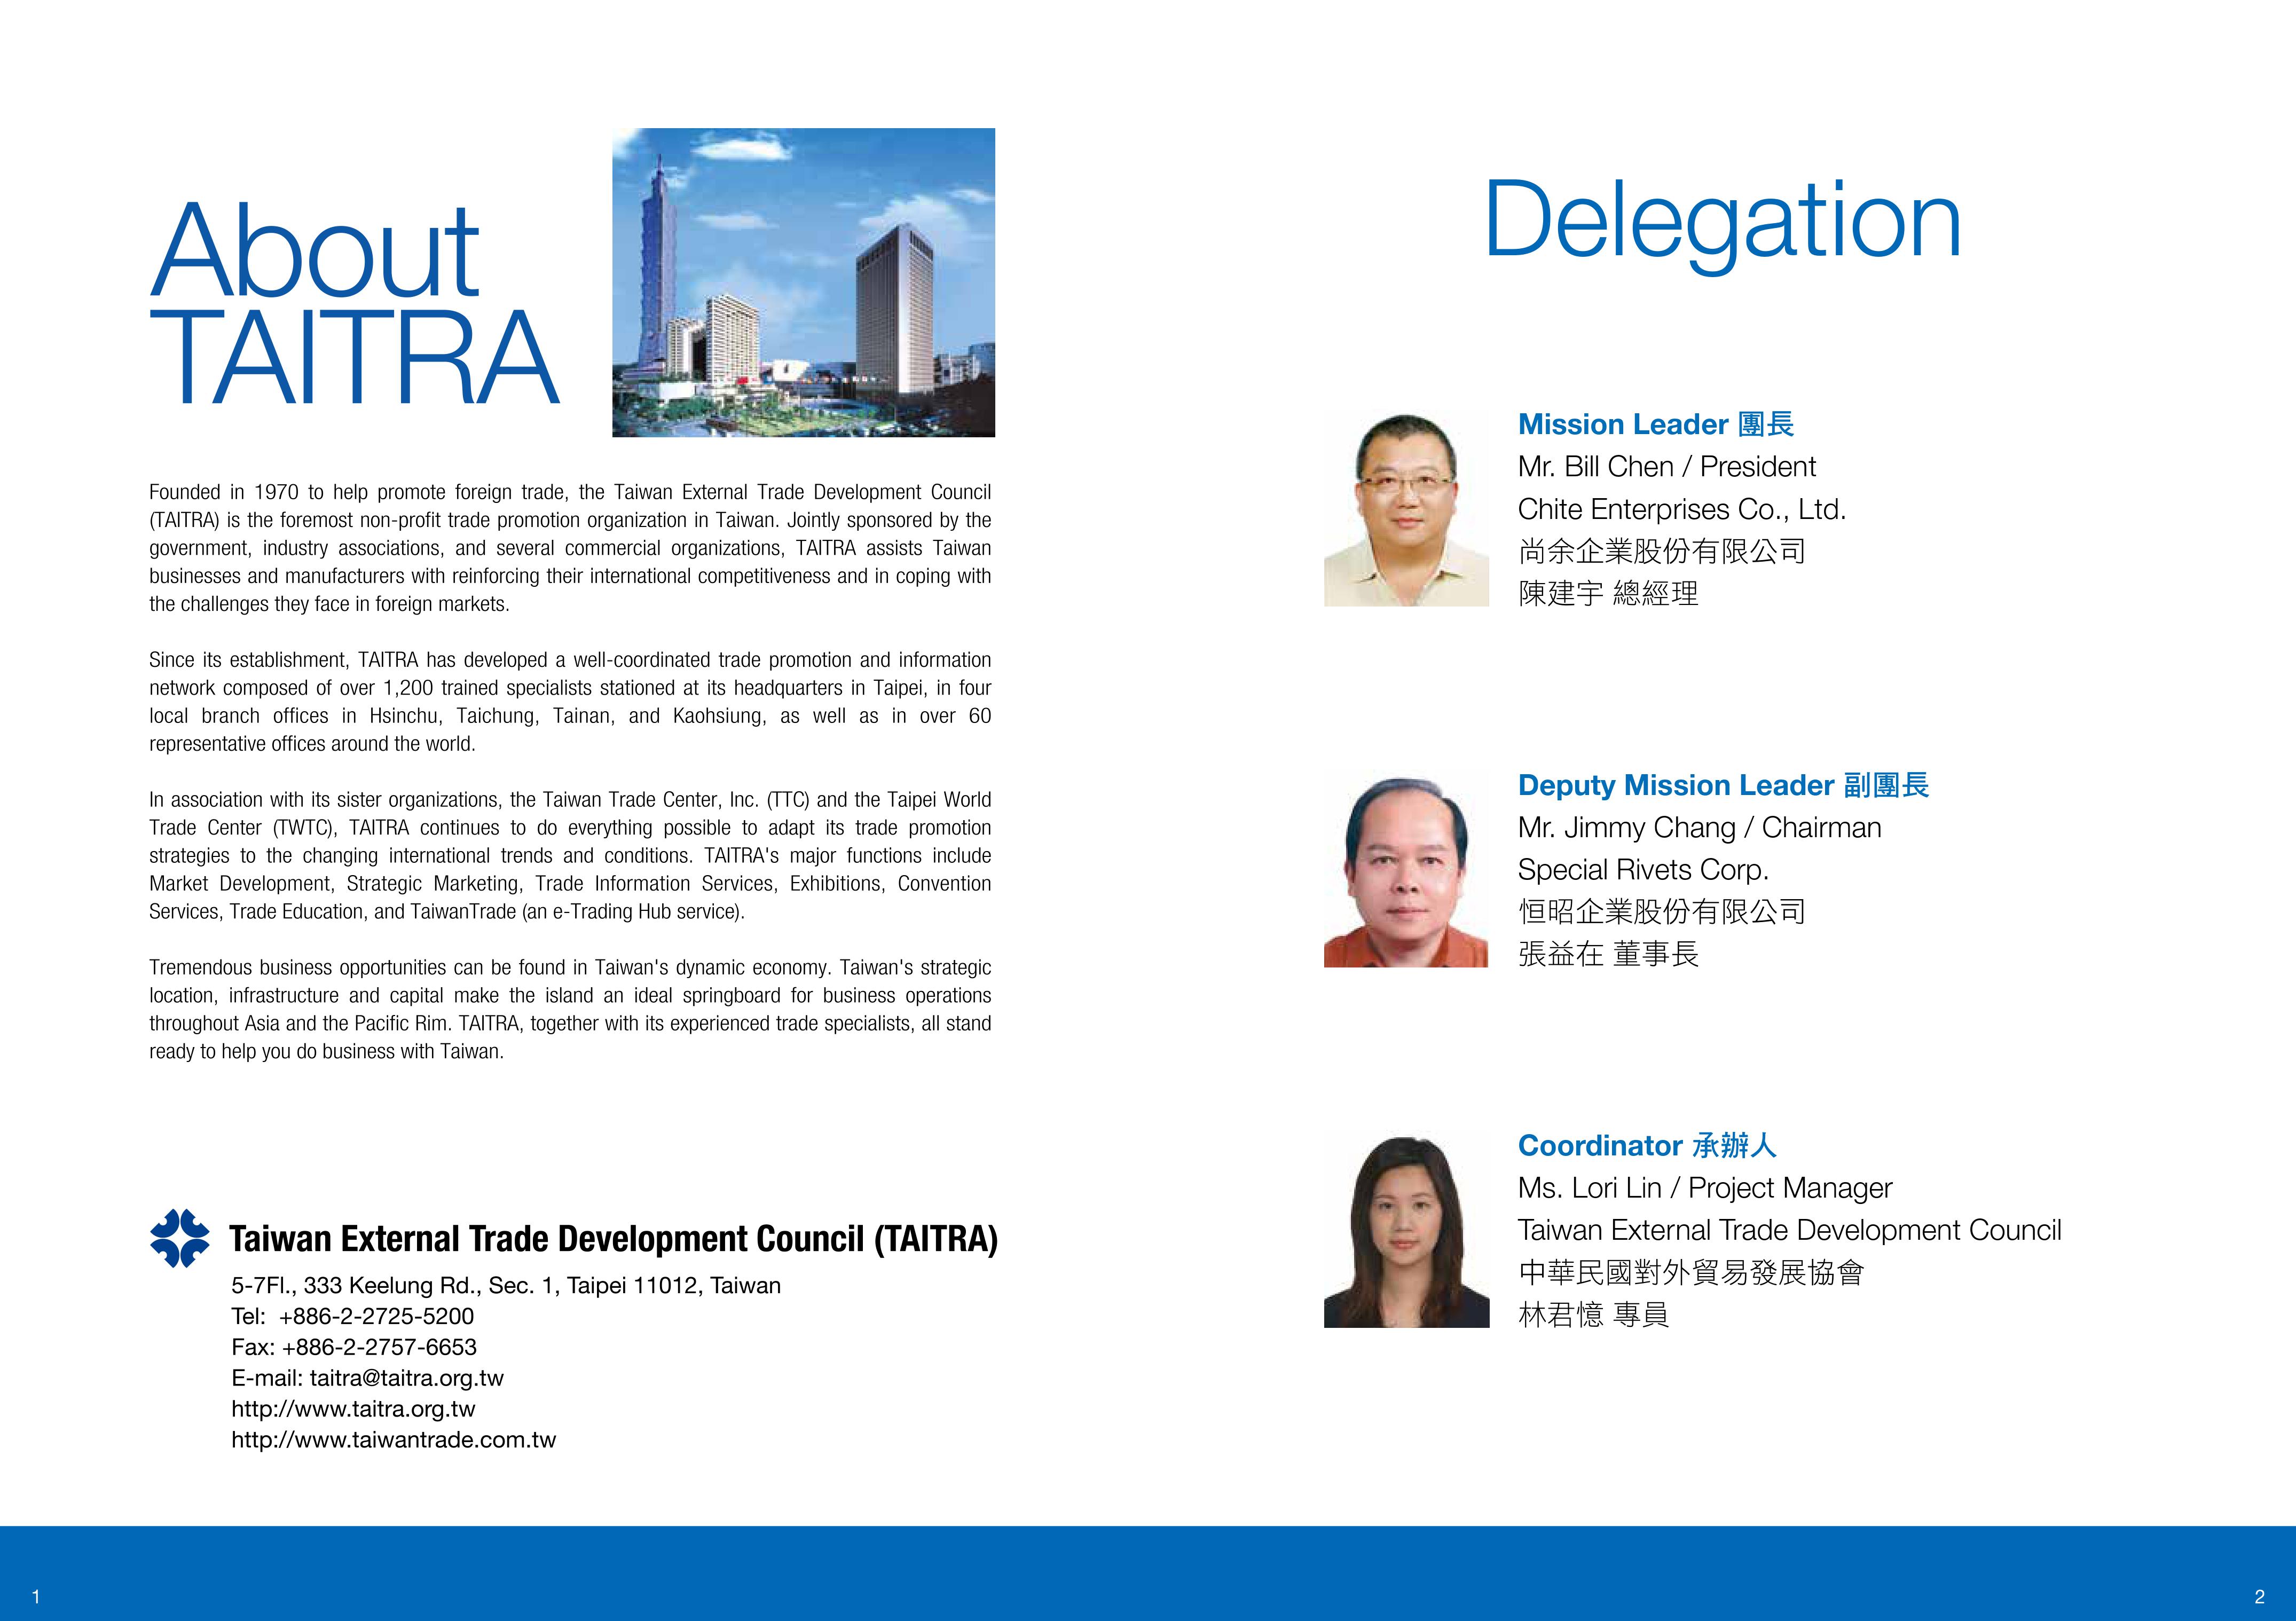 About
TAITRA
Founded in 1970 to help promote foreign trade, the Taiwan External Trade Development Council
(TAITRA) is the foremost non-profit trade promotion organization in Taiwan. Jointly sponsored by the
government, industry associations, and several commercial organizations, TAITRA assists Taiwan
businesses and manufacturers with reinforcing their international competitiveness and in coping with
the challenges they face in foreign markets.
Since its establishment, TAITRA has developed a well-coordinated trade promotion and information
network composed of over 1,200 trained specialists stationed at its headquarters in Taipei, in four
local branch offices in Hsinchu, Taichung, Tainan, and Kaohsiung, as well as in over 60
representative offices around the world.
In association with its sister organizations, the Taiwan Trade Center, Inc. (TTC) and the Taipei World
Trade Center (TWTC), TAITRA continues to do everything possible to adapt its trade promotion
strategies to the changing international trends and conditions. TAITRA's major functions include
Market Development, Strategic Marketing, Trade Information Services, Exhibitions, Convention
Services, Trade Education, and TaiwanTrade (an e-Trading Hub service).
Tremendous business opportunities can be found in Taiwan's dynamic economy. Taiwan's strategic
location, infrastructure and capital make the island an ideal springboard for business operations
throughout Asia and the Pacific Rim. TAITRA, together with its experienced trade specialists, all stand
ready to help you do business with Taiwan.
Taiwan External Trade Development Council (TAITRA)
5-7Fl., 333 Keelung Rd., Sec. 1, Taipei 11012, Taiwan
Tel: +886-2-2725-5200
Fax: +886-2-2757-6653
E-mail: taitra@taitra.org.tw
http://www.taitra.org.tw
http://www.taiwantrade.com.tw
1
Delegation
Mission Leader 團長
Mr. Bill Chen / President
Chite Enterprises Co., Ltd.
尚余企業股份有限公司
陳建宇 總經理
Deputy Mission Leader 副團長
Mr. Jimmy Chang / Chairman
Special Rivets Corp.
恒昭企業股份有限公司
張益在 董事長
Coordinator 承辦人
Ms. Lori Lin / Project Manager
Taiwan External Trade Development Council
中華民國對外貿易發展協會
林君憶 專員
2